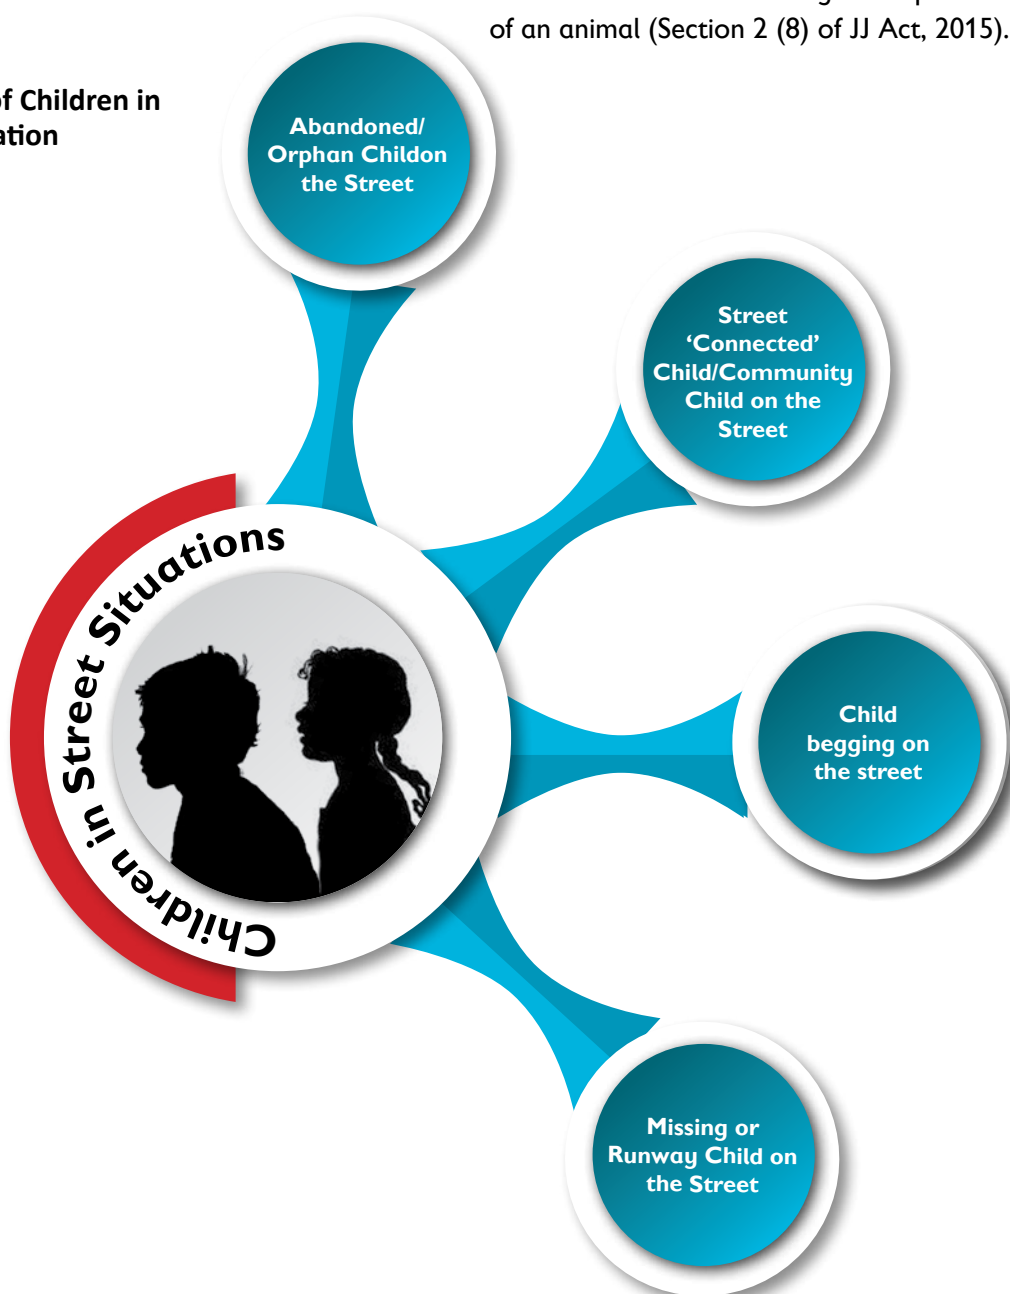 of an animal (Section 2 (8) of JJ Act, 2015).
of Children in
ation
Abandoned/
Orphan Childon
the Street
Street
‘Connected’
Child/Community
Child on the
Street
Children in Street Situations
Child
begging on
the street
Missing or
Runway Child on
the Street